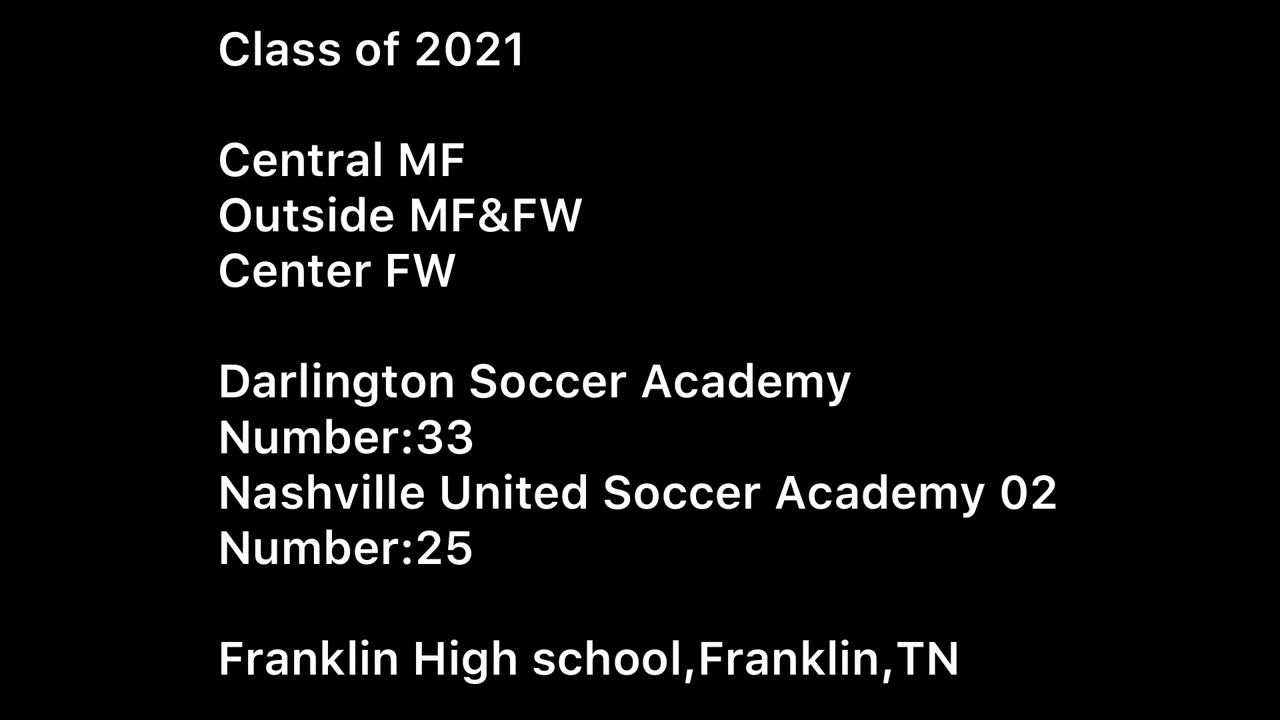 Class of 2021
Central MF
Outside MF&FW
Center FW
Darlington Soccer Academy
Number:33
Nashville United Soccer Academy 02
Number:25
Franklin High school,Franklin,TN